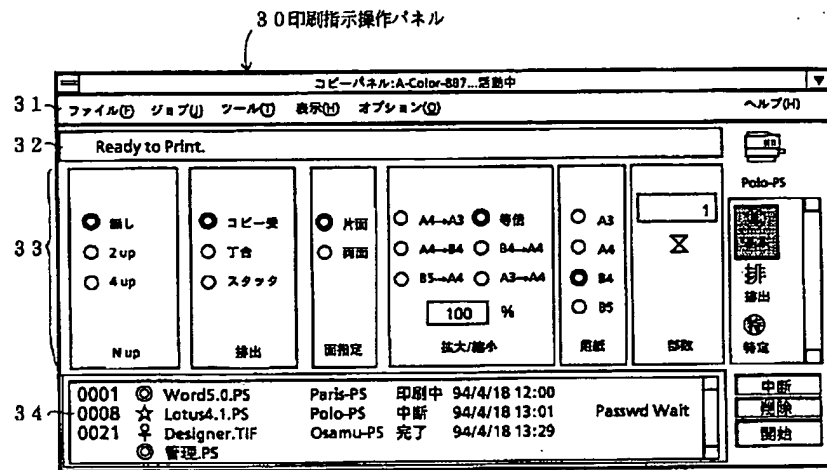 30印刷指示操作パネル
コピーパネル:A-Color-887...活動中
31
ファイル(F) ジョブ(J) ツール(T) 表示(H) オプション(O) ヘルプ(H)
32
Ready to Print.
Polo-PS
33
無し
2 up
4 up
N up
コピー受
丁合
スタック
排出
片面
両面
面指定
A4→A3 等倍
A4→B4 B4→A4
B5→A4 A3→A4
100 %
拡大/縮小
A3
A4
B4
B5
用紙
1
部数
排
排出
特
特定
34
0001 ◎ Word5.0.PS Paris-PS 印刷中 94/4/18 12:00
0008 ☆ Lotus4.1.PS Polo-PS 中断 94/4/18 13:01 Passwd Wait
0021 Designer.TIF Osamu-PS 完了 94/4/18 13:29
◎ 管理.PS
中断
削除
開始